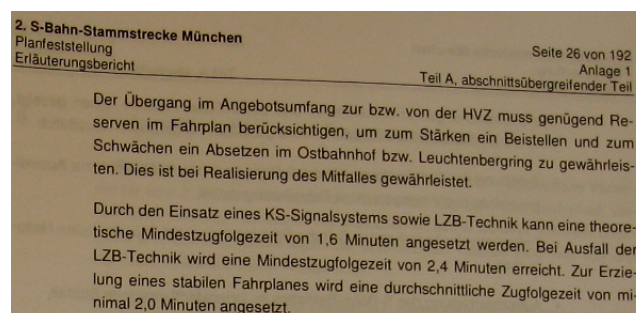 2. S-Bahn-Stammstrecke München
Planfeststellung
Erläuterungsbericht
Seite 26 von 192
Anlage 1
Teil A, abschnittsübergreifender Teil
Der Übergang im Angebotsumfang zur bzw. von der HVZ muss genügend Re-
serven im Fahrplan berücksichtigen, um zum Stärken ein Beistellen und zum
Schwächen ein Absetzen im Ostbahnhof bzw. Leuchtenbergring zu gewährleis-
ten. Dies ist bei Realisierung des Mitfalles gewährleistet.
Durch den Einsatz eines KS-Signalsystems sowie LZB-Technik kann eine theore-
tische Mindestzugfolgezeit von 1,6 Minuten angesetzt werden. Bei Ausfall der
LZB-Technik wird eine Mindestzugfolgezeit von 2,4 Minuten erreicht. Zur Erzie-
lung eines stabilen Fahrplanes wird eine durchschnittliche Zugfolgezeit von mi-
nimal 2,0 Minuten angesetzt.